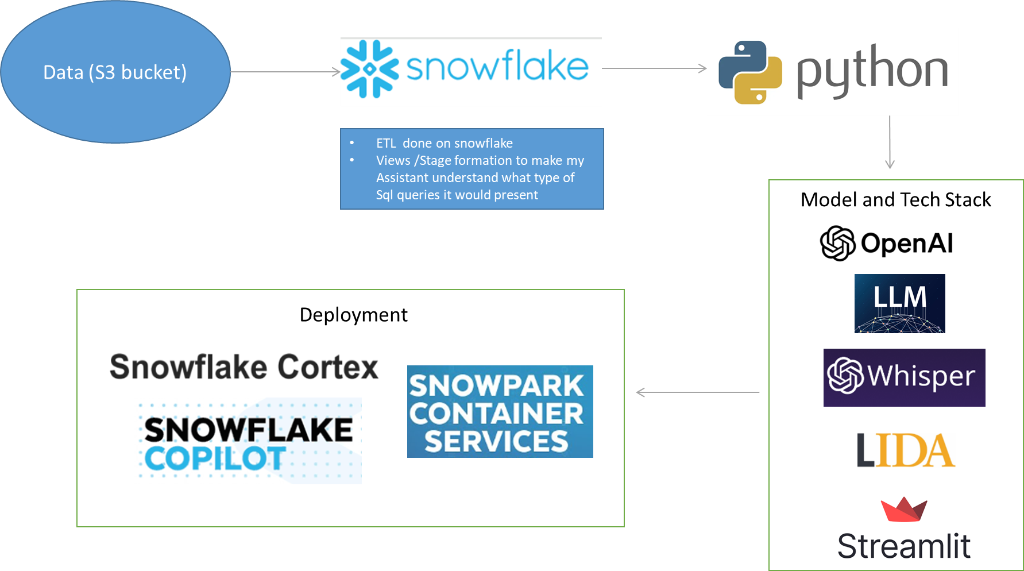 Data (S3 bucket)
snowflake
python
• ETL done on snowflake
• Views /Stage formation to make my
Assistant understand what type of
Sql queries it would present
Model and Tech Stack
OpenAI
LLM
Whisper
LIDA
Streamlit
Deployment
Snowflake Cortex
SNOWFLAKE
COPILOT
SNOWPARK
CONTAINER
SERVICES